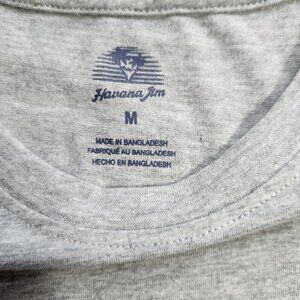 Havana Jim
M
MADE IN BANGLADESH
FABRIQUÉ AU BANGLADESH
HECHO EN BANGLADESH